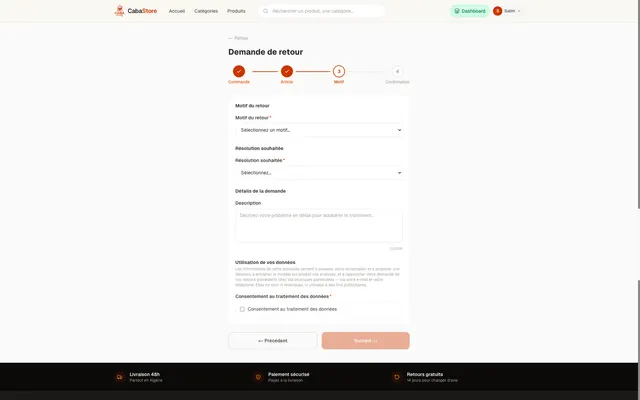 CABA
CabaStore
Accueil
Catégories
Produits
Rechercher un produit, une catégorie...
Dashboard
S
Salim
← Retour
Demande de retour
3
4
Commande
Article
Motif
Confirmation
Motif du retour
Motif du retour*
Sélectionnez un motif...
Résolution souhaitée
Résolution souhaitée*
Sélectionnez...
Détails de la demande
Description
Décrivez votre problème en détail pour accélérer le traitement...
Utilisation de vos données
Consentement au traitement des données*
Consentement au traitement des données
← Précédent
Suivant →
Livraison 48h
Partout en Algérie
Paiement sécurisé
Payez à la livraison
Retours gratuits
14 jours pour changer d'avis